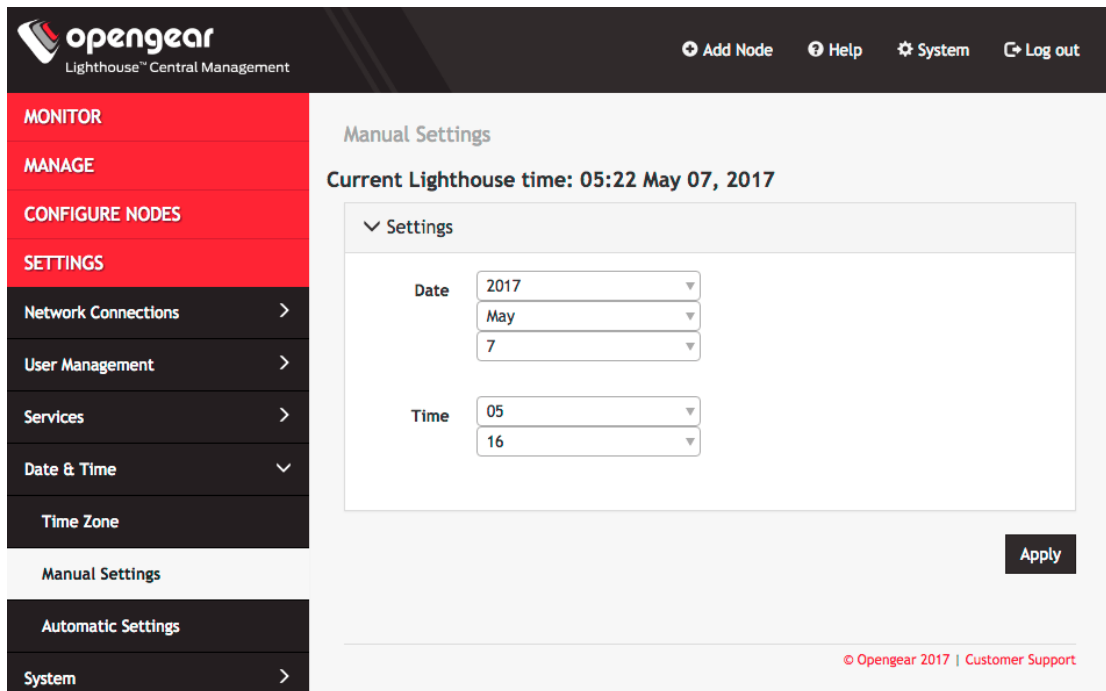 opengear
Lighthouse™ Central Management
Add Node
Help
System
Log out
MONITOR
MANAGE
CONFIGURE NODES
SETTINGS
Network Connections
User Management
Services
Date & Time
Time Zone
Manual Settings
Automatic Settings
System
Manual Settings
Current Lighthouse time: 05:22 May 07, 2017
Settings
Date
2017
May
7
Time
05
16
Apply
© Opengear 2017 | Customer Support